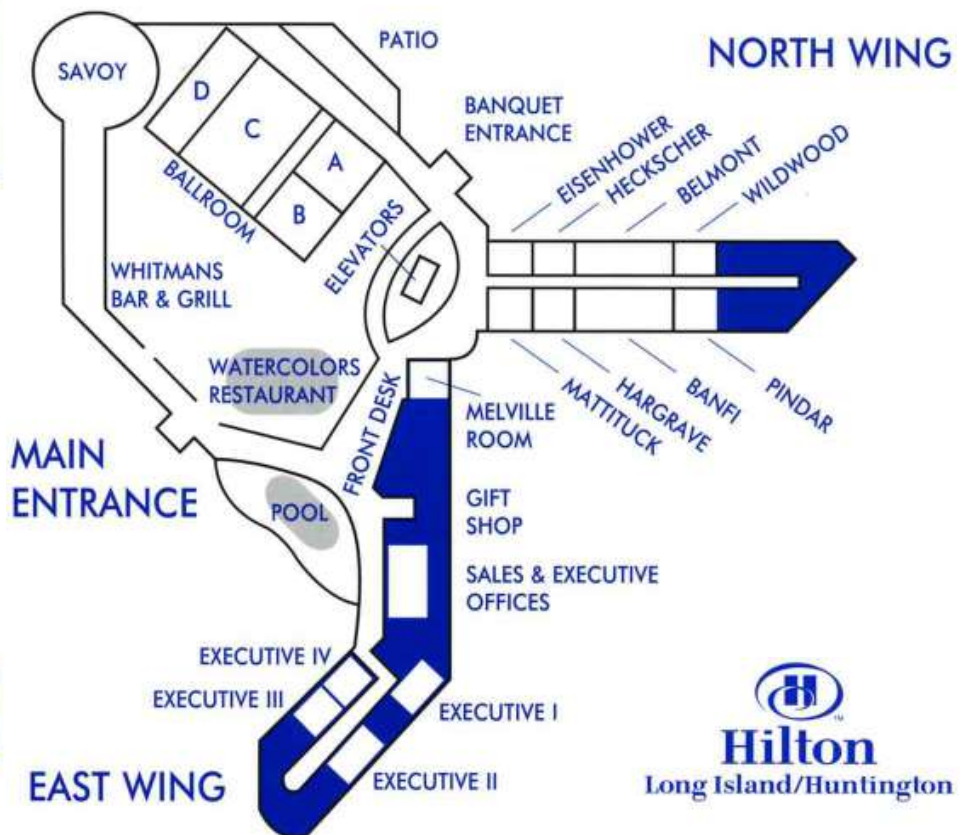 PATIO
NORTH WING
SAVOY
D
C
A
B
BALLROOM
BANQUET
ENTRANCE
EISENHOWER
HECKSCHER
BELMONT
WILDWOOD
ELEVATORS
WHITMANS
BAR & GRILL
WATERCOLORS
RESTAURANT
FRONT DESK
MELVILLE
ROOM
MATTITUCK
HARGRAVE
BANFI
PINDAR
MAIN
ENTRANCE
POOL
GIFT
SHOP
SALES & EXECUTIVE
OFFICES
EXECUTIVE IV
EXECUTIVE III
EXECUTIVE I
EXECUTIVE II
EAST WING
H
TM
Hilton
Long Island/Huntington